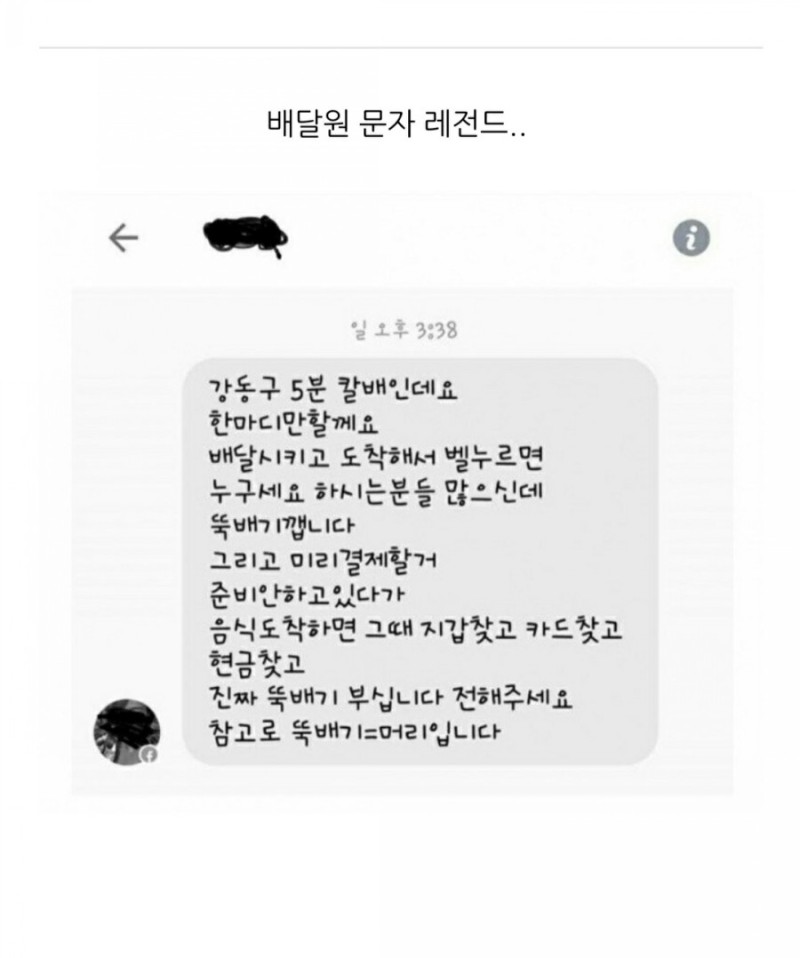 배달원 문자 레전드..
일 오후 3:38
강동구 5분 칼배인데요
한마디만할께요
배달시키고 도착해서 벨누르면
누구세요 하시는분들 많으신데
뚝배기깹니다
그리고 미리결제할거
준비안하고있다가
음식도착하면 그때 지갑찾고 카드찾고
현금찾고
진짜 뚝배기 부십니다 전해주세요
참고로 뚝배기=머리입니다